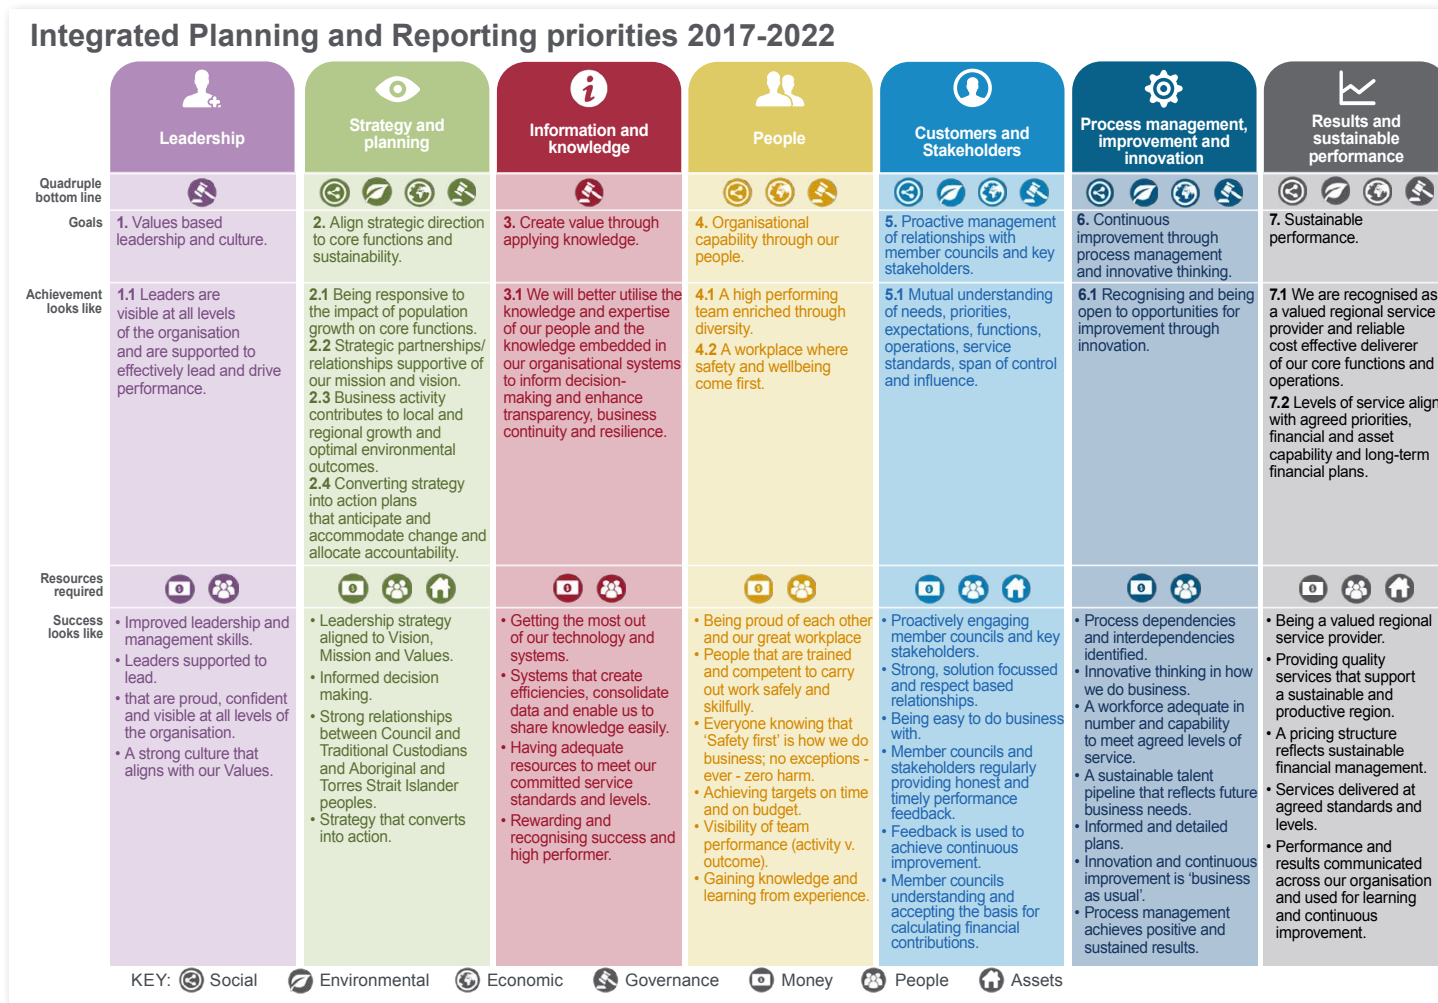 Integrated Planning and Reporting priorities 2017-2022
Leadership
Strategy and
planning
Information and
knowledge
People
Customers and
Stakeholders
Process management,
improvement and
innovation
Results and
sustainable
performance
Quadruple
bottom line
Goals
1. Values based
leadership and culture.
2. Align strategic direction
to core functions and
sustainability.
3. Create value through
applying knowledge.
4. Organisational
capability through our
people.
5. Proactive management
of relationships with
member councils and key
stakeholders.
6. Continuous
improvement through
process management
and innovative thinking.
7. Sustainable
performance.
Achievement
looks like
1.1 Leaders are
visible at all levels
of the organisation
and are supported to
effectively lead and drive
performance.
2.1 Being responsive to
the impact of population
growth on core functions.
2.2 Strategic partnerships/
relationships supportive of
our mission and vision.
2.3 Business activity
contributes to local and
regional growth and
optimal environmental
outcomes.
2.4 Converting strategy
into action plans
that anticipate and
accommodate change and
allocate accountability.
3.1 We will better utilise the
knowledge and expertise
of our people and the
knowledge embedded in
our organisational systems
to inform decision-
making and enhance
transparency, business
continuity and resilience.
4.1 A high performing
team enriched through
diversity.
4.2 A workplace where
safety and wellbeing
come first.
5.1 Mutual understanding
of needs, priorities,
expectations, functions,
operations, service
standards, span of control
and influence.
6.1 Recognising and being
open to opportunities for
improvement through
innovation.
7.1 We are recognised as
a valued regional service
provider and reliable
cost effective deliverer
of our core functions and
operations.
7.2 Levels of service align
with agreed priorities,
financial and asset
capability and long-term
financial plans.
Resources
required
Success
looks like
• Improved leadership and
management skills.
• Leaders supported to
lead.
• that are proud, confident
and visible at all levels of
the organisation.
• A strong culture that
aligns with our Values.
• Leadership strategy
aligned to Vision,
Mission and Values.
• Informed decision
making.
• Strong relationships
between Council and
Traditional Custodians
and Aboriginal and
Torres Strait Islander
peoples.
• Strategy that converts
into action.
• Getting the most out
of our technology and
systems.
• Systems that create
efficiencies, consolidate
data and enable us to
share knowledge easily.
• Having adequate
resources to meet our
committed service
standards and levels.
• Rewarding and
recognising success and
high performer.
• Being proud of each other
and our great workplace
• People that are trained
and competent to carry
out work safely and
skilfully.
• Everyone knowing that
‘Safety first’ is how we do
business; no exceptions -
ever - zero harm.
• Achieving targets on time
and on budget.
• Visibility of team
performance (activity v.
outcome).
• Gaining knowledge and
learning from experience.
• Proactively engaging
member councils and key
stakeholders.
• Strong, solution focussed
and respect based
relationships.
• Being easy to do business
with.
• Member councils and
stakeholders regularly
providing honest and
timely performance
feedback.
• Feedback is used to
achieve continuous
improvement.
• Member councils
understanding and
accepting the basis for
calculating financial
contributions.
• Process dependencies
and interdependencies
identified.
• Innovative thinking in how
we do business.
• A workforce adequate in
number and capability
to meet agreed levels of
service.
• A sustainable talent
pipeline that reflects future
business needs.
• Informed and detailed
plans.
• Innovation and continuous
improvement is ‘business
as usual’.
• Process management
achieves positive and
sustained results.
• Being a valued regional
service provider.
• Providing quality
services that support
a sustainable and
productive region.
• A pricing structure
reflects sustainable
financial management.
• Services delivered at
agreed standards and
levels.
• Performance and
results communicated
across our organisation
and used for learning
and continuous
improvement.
KEY: Social Environmental Economic Governance Money People Assets